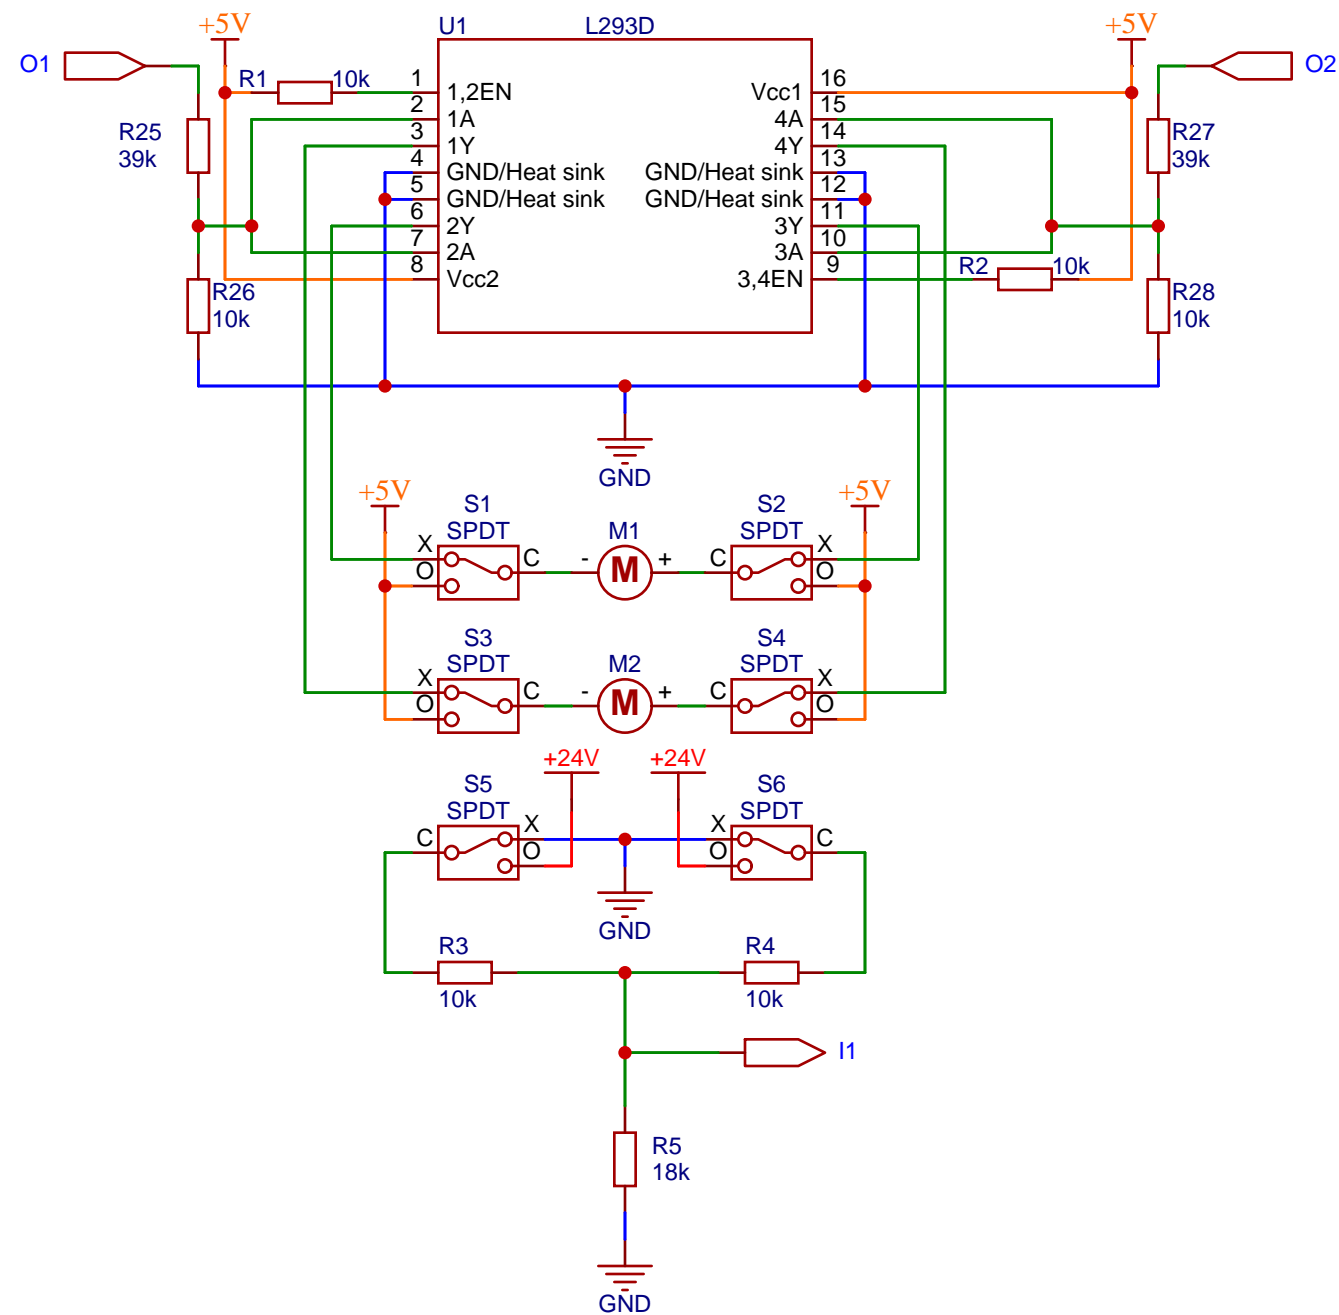 +5V
U1
L293D
+5V
O1
R1
10k
1
1,2EN
Vcc1
16
O2
2
1A
4A
15
R25
39k
3
1Y
4Y
14
R27
39k
4
GND/Heat sink
GND/Heat sink
13
5
GND/Heat sink
GND/Heat sink
12
6
2Y
3Y
11
7
2A
3A
10
8
Vcc2
3,4EN
9
R2
10k
R26
10k
R28
10k
GND
+5V
S1
SPDT
X
O
C
-
M1
M
+
S2
SPDT
C
X
O
+5V
S3
SPDT
X
O
C
-
M2
M
+
S4
SPDT
C
X
O
+24V
+24V
S5
SPDT
C
X
O
S6
SPDT
X
O
C
GND
R3
10k
R4
10k
I1
R5
18k
GND